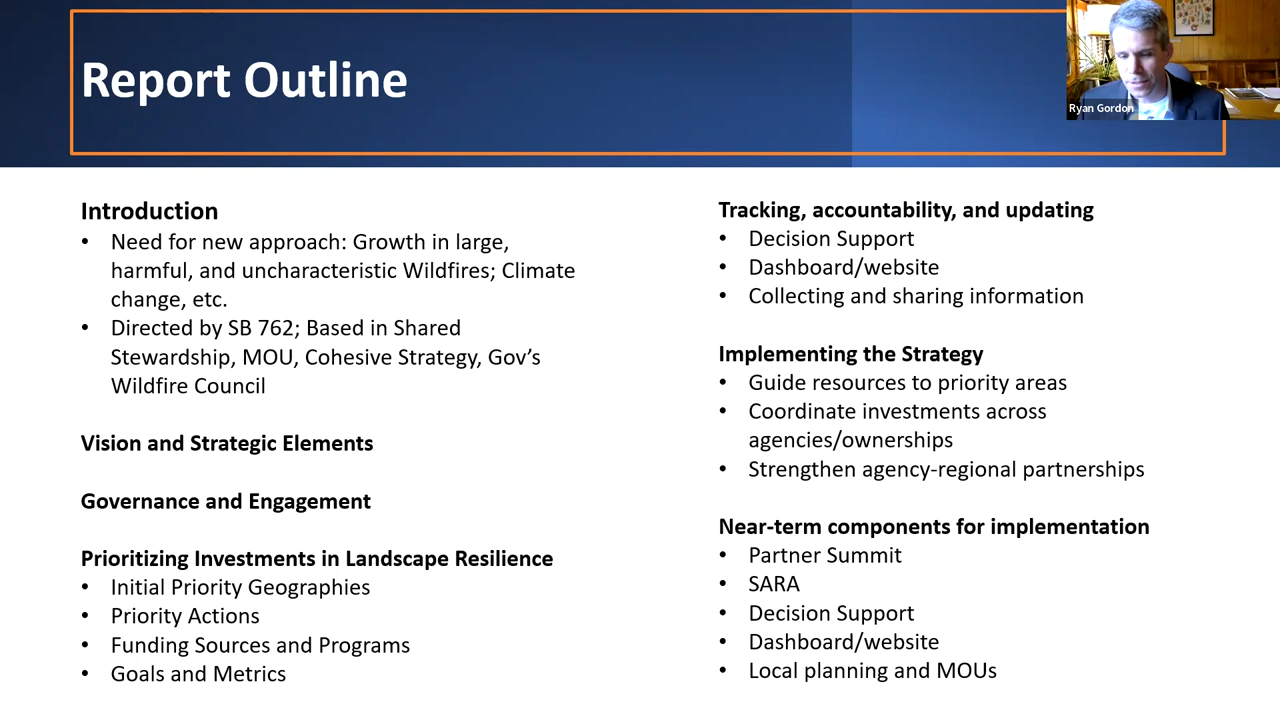 Report Outline
Ryan Gordon
Introduction
• Need for new approach: Growth in large,
harmful, and uncharacteristic Wildfires; Climate
change, etc.
• Directed by SB 762; Based in Shared
Stewardship, MOU, Cohesive Strategy, Gov’s
Wildfire Council
Vision and Strategic Elements
Governance and Engagement
Prioritizing Investments in Landscape Resilience
• Initial Priority Geographies
• Priority Actions
• Funding Sources and Programs
• Goals and Metrics
Tracking, accountability, and updating
• Decision Support
• Dashboard/website
• Collecting and sharing information
Implementing the Strategy
• Guide resources to priority areas
• Coordinate investments across
agencies/ownerships
• Strengthen agency-regional partnerships
Near-term components for implementation
• Partner Summit
• SARA
• Decision Support
• Dashboard/website
• Local planning and MOUs